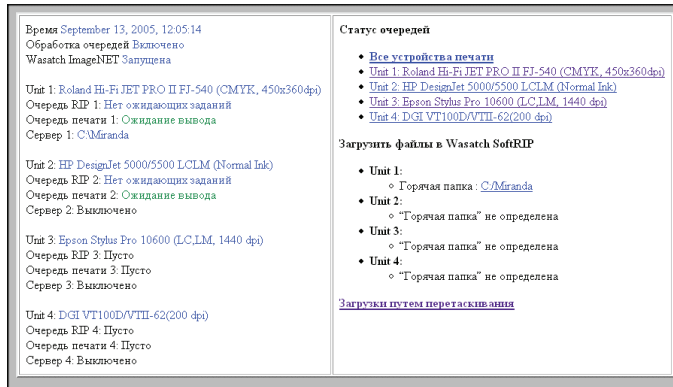 Время September 13, 2005, 12:05:14
Обработка очередей Включено
Wasatch ImageNET Запущена
Unit 1: Roland Hi-Fi JET PRO II FJ-540 (CMYK, 450x360dpi)
Очередь RIP 1: Нет ожидающих заданий
Очередь печати 1: Ожидание вывода
Сервер 1: C:\Miranda
Unit 2: HP DesignJet 5000/5500 LCLM (Normal Ink)
Очередь RIP 2: Нет ожидающих заданий
Очередь печати 2: Ожидание вывода
Сервер 2: Выключено
Unit 3: Epson Stylus Pro 10600 (LC,LM, 1440 dpi)
Очередь RIP 3: Пусто
Очередь печати 3: Пусто
Сервер 3: Выключено
Unit 4: DGI VT100D/VTII-62(200 dpi)
Очередь RIP 4: Пусто
Очередь печати 4: Пусто
Сервер 4: Выключено
Статус очередей
Все устройства печати
Unit 1: Roland Hi-Fi JET PRO II FJ-540 (CMYK, 450x360dpi)
Unit 2: HP DesignJet 5000/5500 LCLM (Normal Ink)
Unit 3: Epson Stylus Pro 10600 (LC,LM, 1440 dpi)
Unit 4: DGI VT100D/VTII-62(200 dpi)
Загрузить файлы в Wasatch SoftRIP
Unit 1:
Горячая папка : C:/Miranda
Unit 2:
“Горячая папка” не определена
Unit 3:
“Горячая папка” не определена
Unit 4:
“Горячая папка” не определена
Загрузки путем перетаскивания